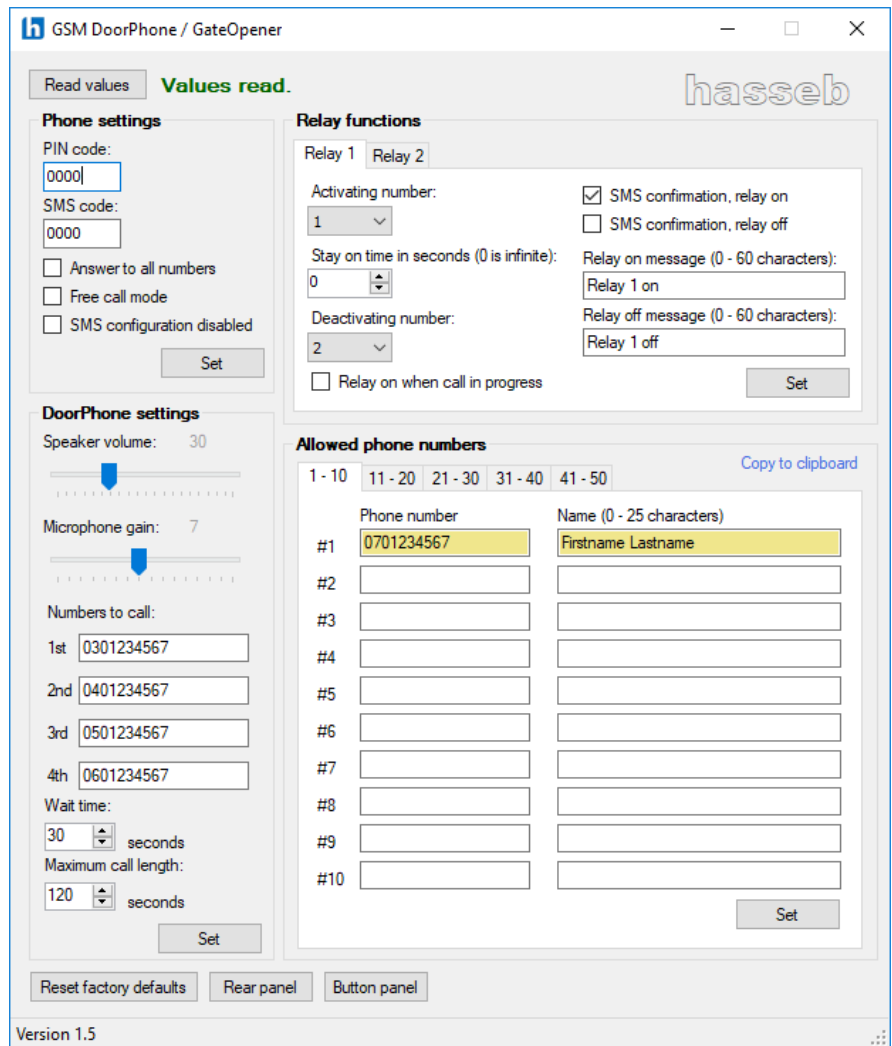 GSM DoorPhone / GateOpener
Read values Values read.
hasseb
Phone settings
PIN code:
0000
SMS code:
0000
Answer to all numbers
Free call mode
SMS configuration disabled
Set
Relay functions
Relay 1 Relay 2
Activating number:
1
Stay on time in seconds (0 is infinite):
0
Deactivating number:
2
Relay on when call in progress
SMS confirmation, relay on
SMS confirmation, relay off
Relay on message (0 - 60 characters):
Relay 1 on
Relay off message (0 - 60 characters):
Relay 1 off
Set
DoorPhone settings
Speaker volume: 30
Microphone gain: 7
Numbers to call:
1st 0301234567
2nd 0401234567
3rd 0501234567
4th 0601234567
Wait time:
30 seconds
Maximum call length:
120 seconds
Set
Allowed phone numbers
Copy to clipboard
1 - 10 11 - 20 21 - 30 31 - 40 41 - 50
Phone number Name (0 - 25 characters)
#1 0701234567 Firstname Lastname
#2
#3
#4
#5
#6
#7
#8
#9
#10
Set
Reset factory defaults Rear panel Button panel
Version 1.5